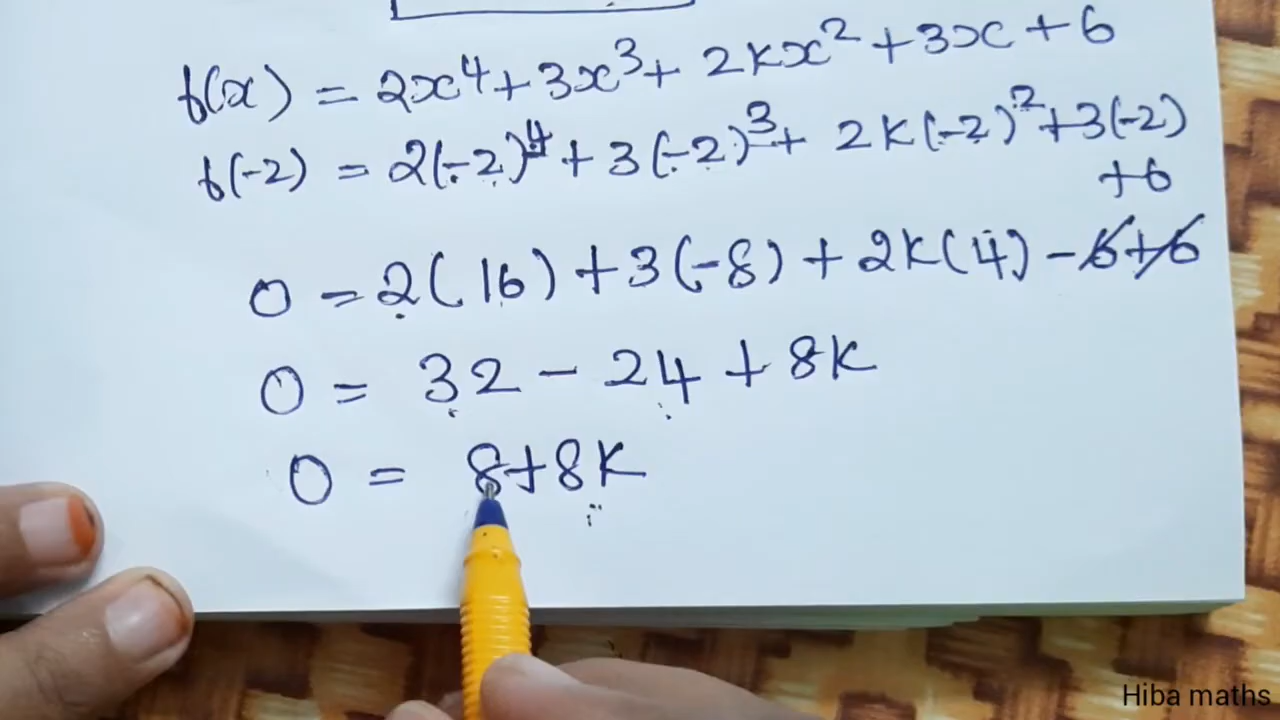 f(x) = 2x⁴ + 3x³ + 2kx² + 3x + 6
f(-2) = 2(-2)⁴ + 3(-2)³ + 2k(-2)² + 3(-2)
+6
0 = 2(16) + 3(-8) + 2k(4) - 6 + 6
0 = 32 - 24 + 8k
0 = 8 + 8k
Hiba maths